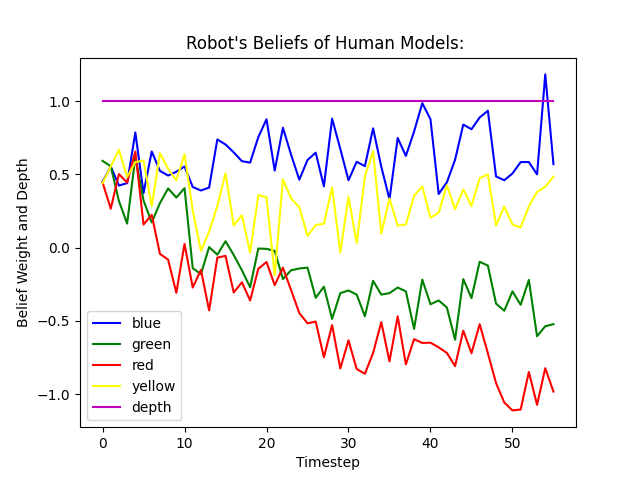 Robot's Beliefs of Human Models:
Belief Weight and Depth
1.0
0.5
0.0
−0.5
−1.0
blue
green
red
yellow
depth
0 10 20 30 40 50
Timestep